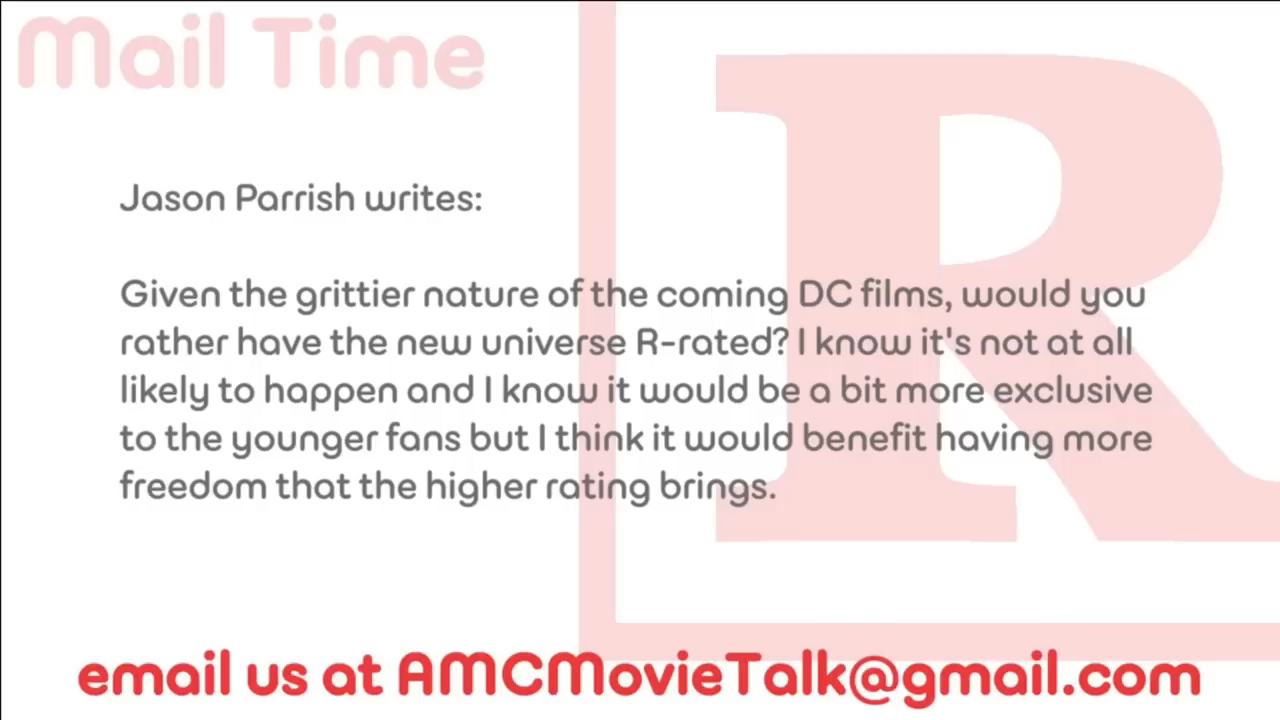 Mail Time
R
Jason Parrish writes:
Given the grittier nature of the coming DC films, would you
rather have the new universe R-rated? I know it's not at all
likely to happen and I know it would be a bit more exclusive
to the younger fans but I think it would benefit having more
freedom that the higher rating brings.
email us at AMCMovieTalk@gmail.com